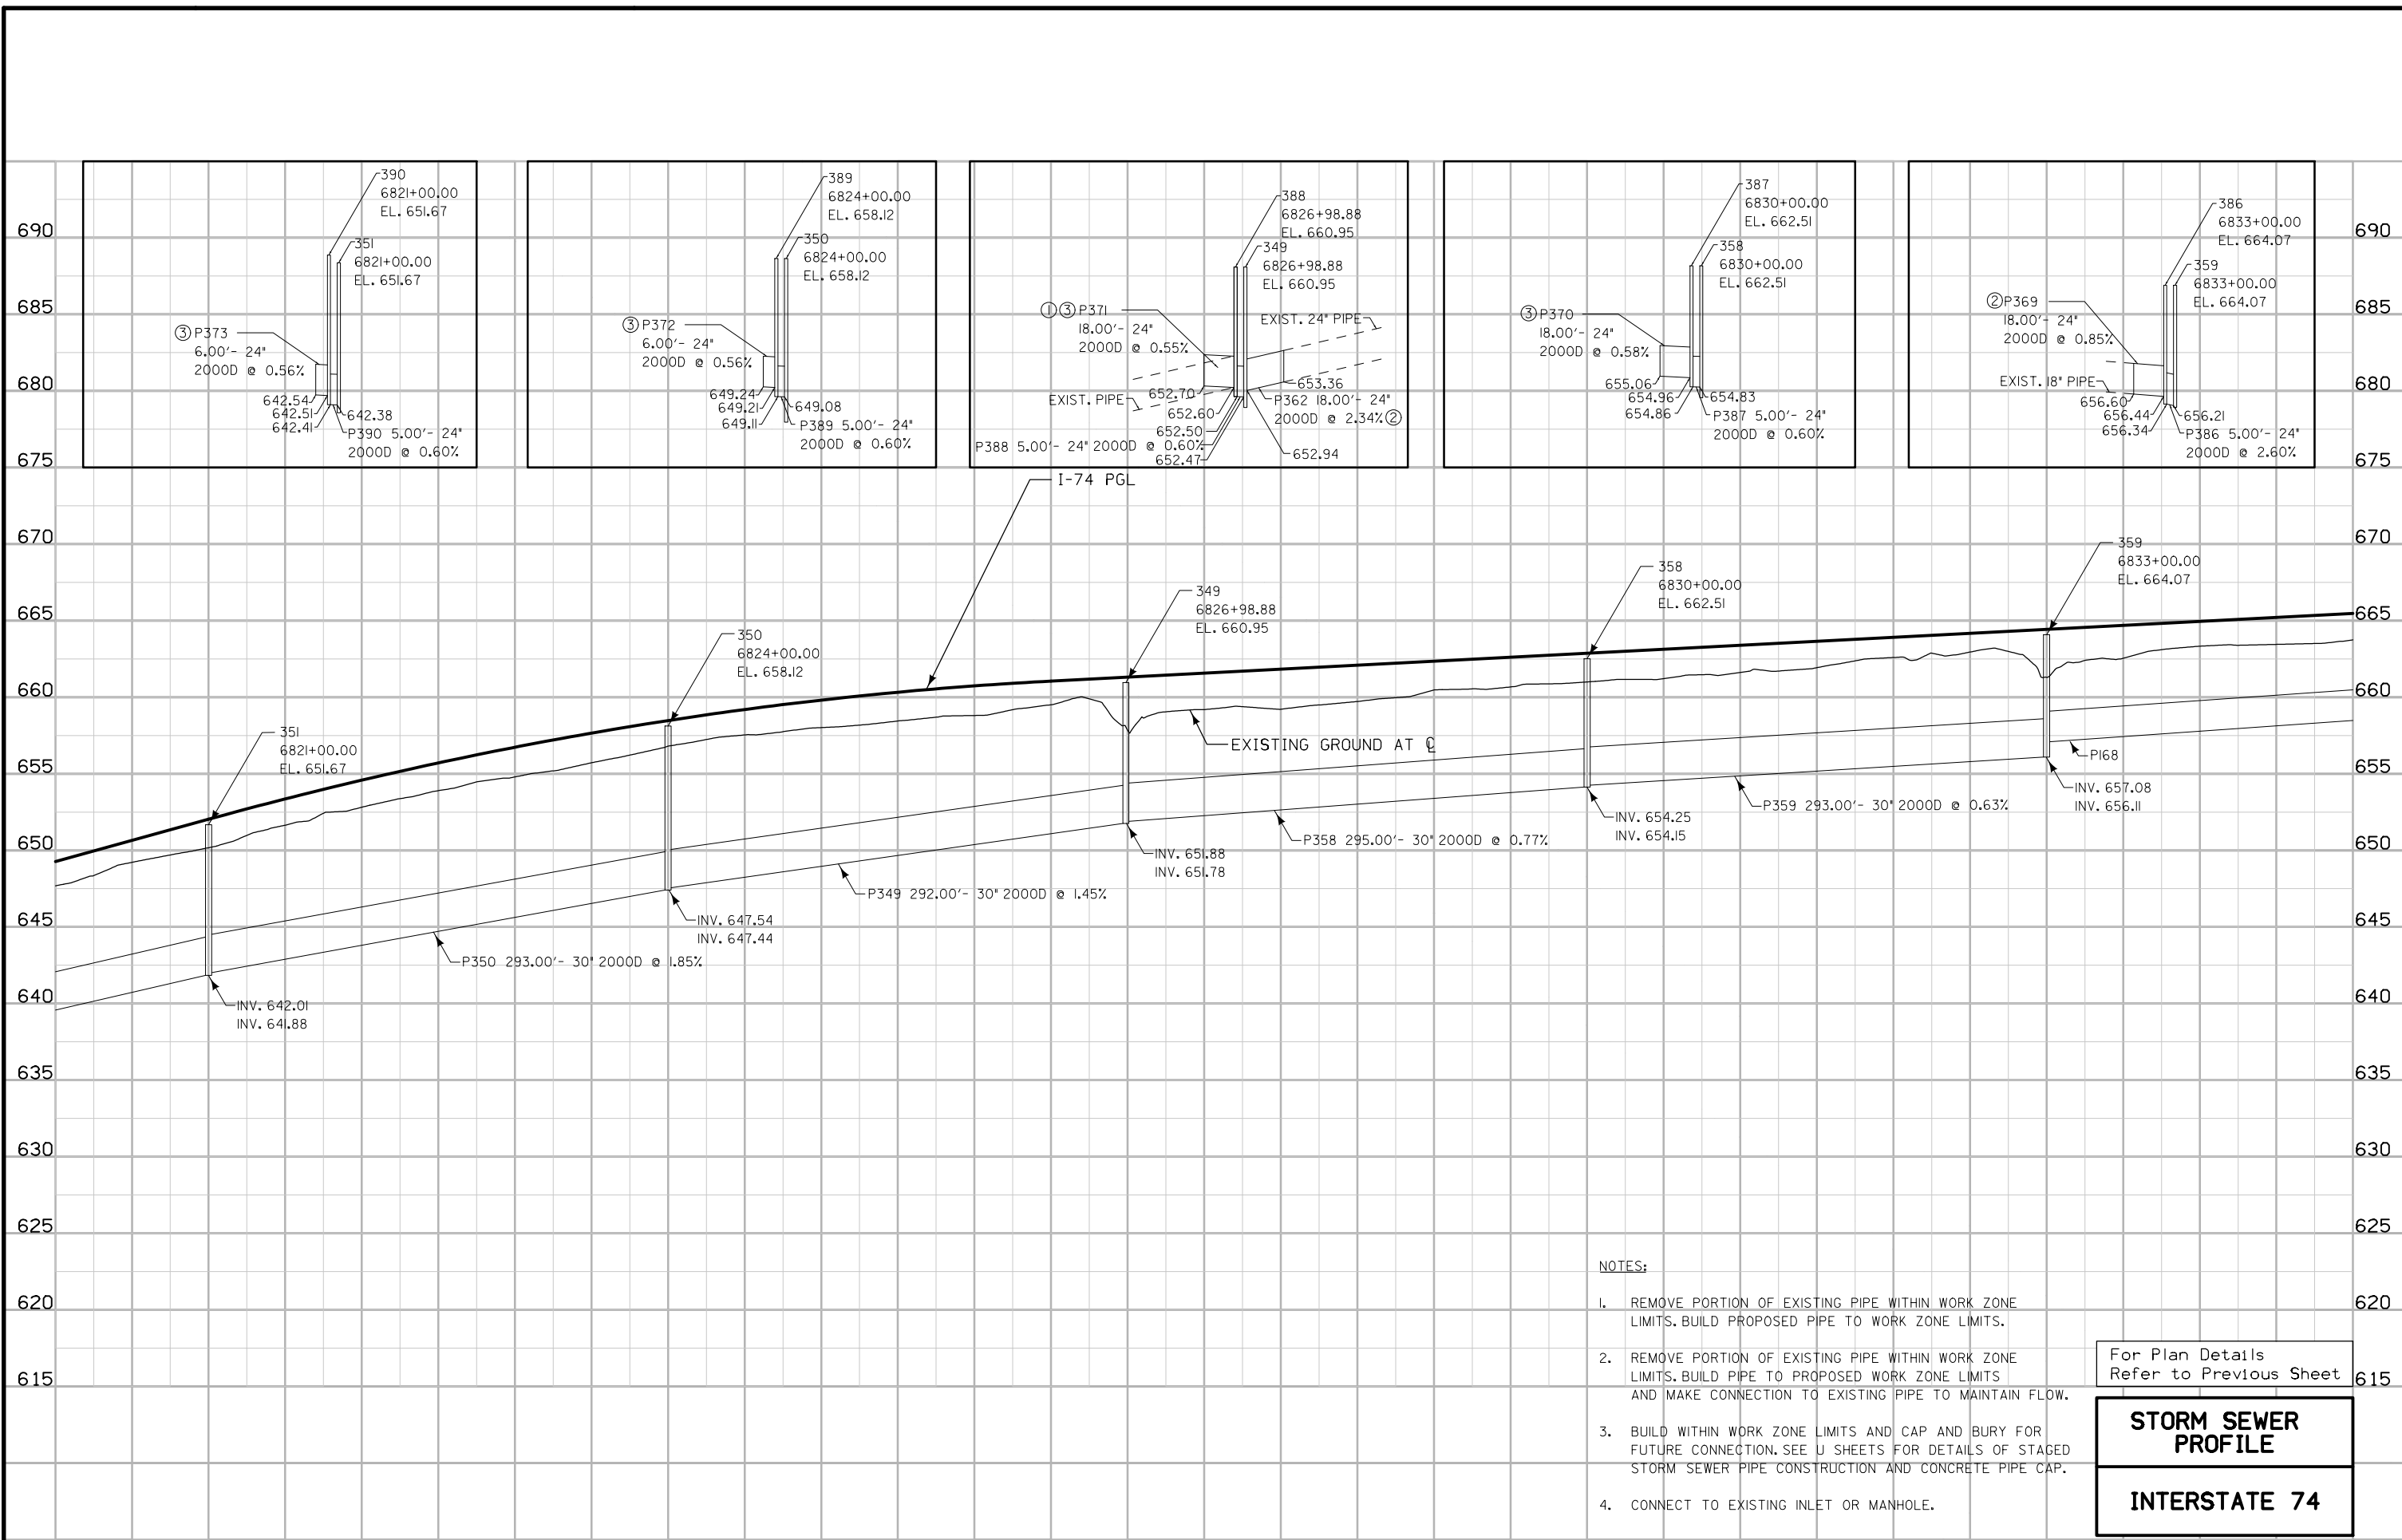 390
6821+00.00
EL. 651.67
351
6821+00.00
EL. 651.67
③ P373
6.00'- 24"
2000D @ 0.56%
642.54
642.51
642.41
642.38
P390 5.00'- 24"
2000D @ 0.60%
389
6824+00.00
EL. 658.12
350
6824+00.00
EL. 658.12
③ P372
6.00'- 24"
2000D @ 0.56%
649.24
649.21
649.11
649.08
P389 5.00'- 24"
2000D @ 0.60%
388
6826+98.88
EL. 660.95
349
6826+98.88
EL. 660.95
① ③ P371
18.00'- 24"
2000D @ 0.55%
EXIST. 24" PIPE
EXIST. PIPE
652.70
652.60
652.50
P388 5.00'- 24" 2000D @ 0.60%
652.47
653.36
P362 18.00'- 24"
2000D @ 2.34% ②
652.94
387
6830+00.00
EL. 662.51
358
6830+00.00
EL. 662.51
③ P370
18.00'- 24"
2000D @ 0.58%
655.06
654.96
654.86
654.83
P387 5.00'- 24"
2000D @ 0.60%
386
6833+00.00
EL. 664.07
359
6833+00.00
EL. 664.07
② P369
18.00'- 24"
2000D @ 0.85%
EXIST. 18" PIPE
656.60
656.44
656.34
656.21
P386 5.00'- 24"
2000D @ 2.60%
690 690
685 685
680 680
675 675
670 670
665 665
660 660
655 655
650 650
645 645
640 640
635 635
630 630
625 625
620 620
615 615
I-74 PGL
351
6821+00.00
EL. 651.67
350
6824+00.00
EL. 658.12
349
6826+98.88
EL. 660.95
358
6830+00.00
EL. 662.51
359
6833+00.00
EL. 664.07
EXISTING GROUND AT ℄
P168
INV. 657.08
INV. 656.11
P359 293.00'- 30" 2000D @ 0.63%
INV. 654.25
INV. 654.15
P358 295.00'- 30" 2000D @ 0.77%
INV. 651.88
INV. 651.78
P349 292.00'- 30" 2000D @ 1.45%
INV. 647.54
INV. 647.44
P350 293.00'- 30" 2000D @ 1.85%
INV. 642.01
INV. 641.88
NOTES:
1. REMOVE PORTION OF EXISTING PIPE WITHIN WORK ZONE
LIMITS. BUILD PROPOSED PIPE TO WORK ZONE LIMITS.
2. REMOVE PORTION OF EXISTING PIPE WITHIN WORK ZONE
LIMITS. BUILD PIPE TO PROPOSED WORK ZONE LIMITS
AND MAKE CONNECTION TO EXISTING PIPE TO MAINTAIN FLOW.
3. BUILD WITHIN WORK ZONE LIMITS AND CAP AND BURY FOR
FUTURE CONNECTION. SEE U SHEETS FOR DETAILS OF STAGED
STORM SEWER PIPE CONSTRUCTION AND CONCRETE PIPE CAP.
4. CONNECT TO EXISTING INLET OR MANHOLE.
For Plan Details
Refer to Previous Sheet
STORM SEWER
PROFILE
INTERSTATE 74